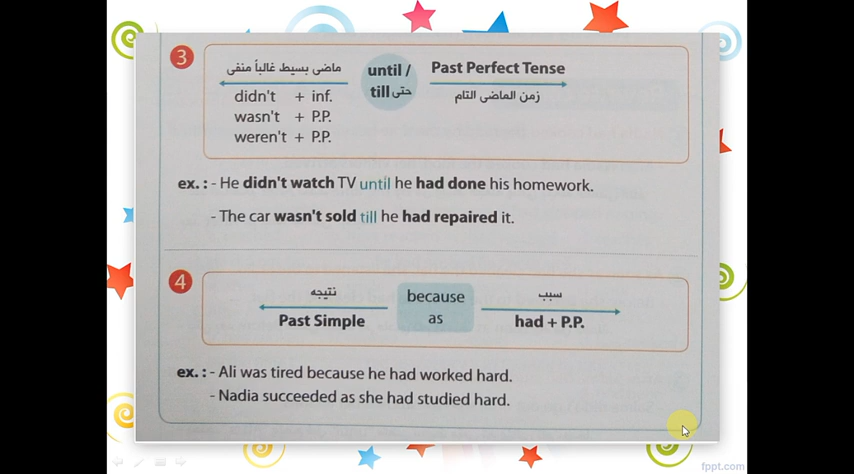 3
ماضى بسيط غالباً منفى
until /
till حتى
Past Perfect Tense
زمن الماضى التام
didn't + inf.
wasn't + P.P.
weren't + P.P.
ex. : - He didn't watch TV until he had done his homework.
- The car wasn't sold till he had repaired it.
4
نتيجه
because
as
سبب
Past Simple
had + P.P.
ex. : - Ali was tired because he had worked hard.
- Nadia succeeded as she had studied hard.
fppt.com